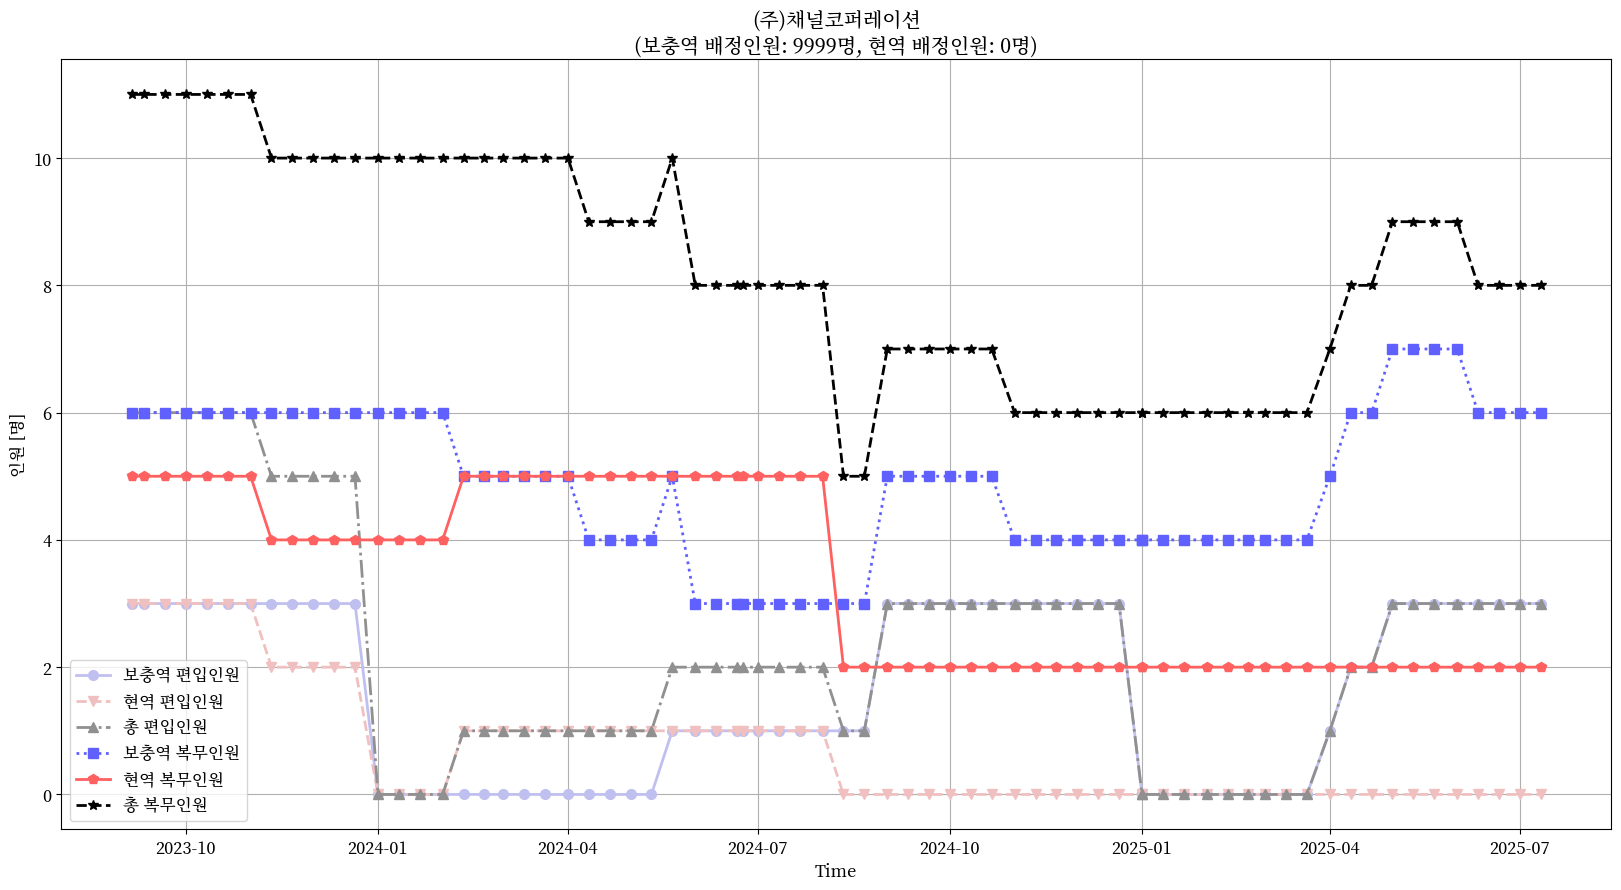 (주)채널코퍼레이션
(보충역 배정인원: 9999명, 현역 배정인원: 0명)
인원 [명]
10
8
6
4
2
0
보충역 편입인원
현역 편입인원
총 편입인원
보충역 복무인원
현역 복무인원
총 복무인원
2023-10 2024-01 2024-04 2024-07 2024-10 2025-01 2025-04 2025-07
Time